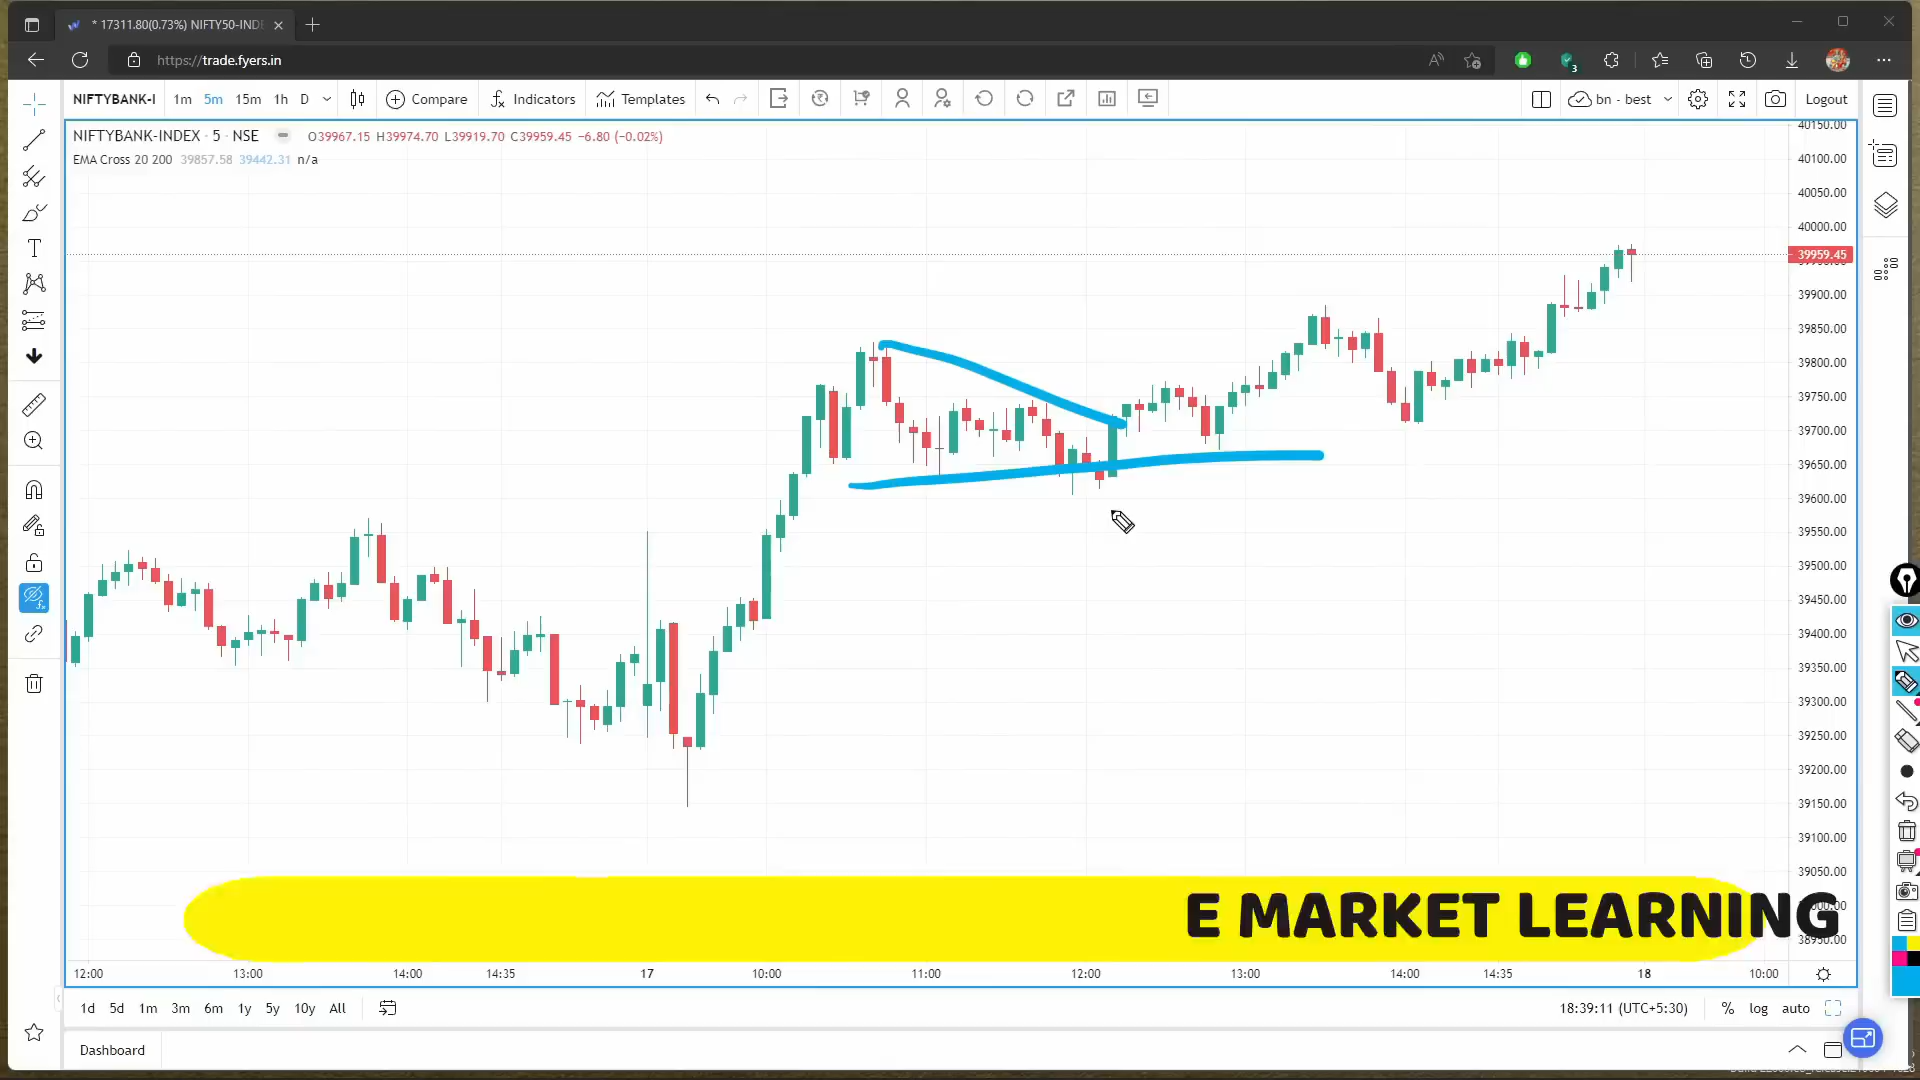 * 17311.80(0.73%) NIFTY50-INDE
https://trade.fyers.in
3
NIFTYBANK-I 1m 5m 15m 1h D Compare Indicators Templates bn - best Logout
NIFTYBANK-INDEX · 5 · NSE O39967.15 H39974.70 L39919.70 C39959.45 −6.80 (−0.02%)
EMA Cross 20 200 39857.58 39442.31 n/a
40150.00
40100.00
40050.00
40000.00
39959.45
39900.00
39850.00
39800.00
39750.00
39700.00
39650.00
39600.00
39550.00
39500.00
39450.00
39400.00
39350.00
39300.00
39250.00
39200.00
39150.00
39100.00
39050.00
E MARKET LEARNING
12:00 13:00 14:00 14:35 17 10:00 11:00 12:00 13:00 14:00 14:35 18 10:00
1d 5d 1m 3m 6m 1y 5y 10y All 18:39:11 (UTC+5:30) % log auto
Dashboard